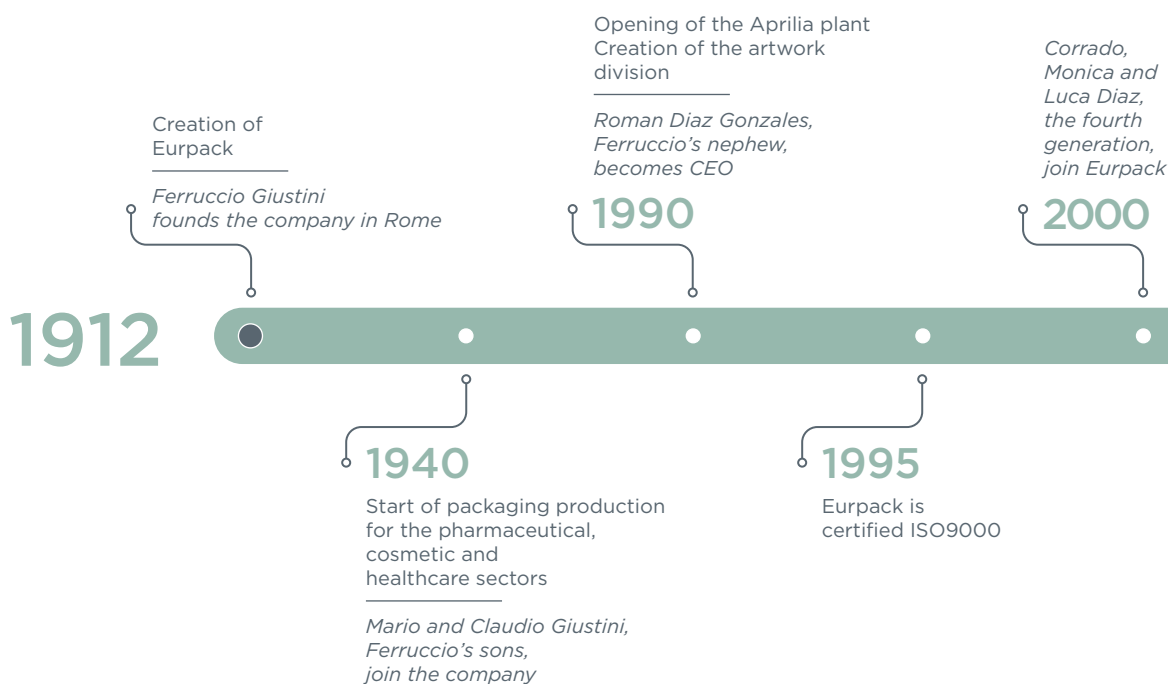 1912
Creation of
Eurpack
Ferruccio Giustini
founds the company in Rome
1940
Start of packaging production
for the pharmaceutical,
cosmetic and
healthcare sectors
Mario and Claudio Giustini,
Ferruccio’s sons,
join the company
Opening of the Aprilia plant
Creation of the artwork
division
Roman Diaz Gonzales,
Ferruccio’s nephew,
becomes CEO
1990
1995
Eurpack is
certified ISO9000
Corrado,
Monica and
Luca Diaz,
the fourth
generation,
join Eurpack
2000